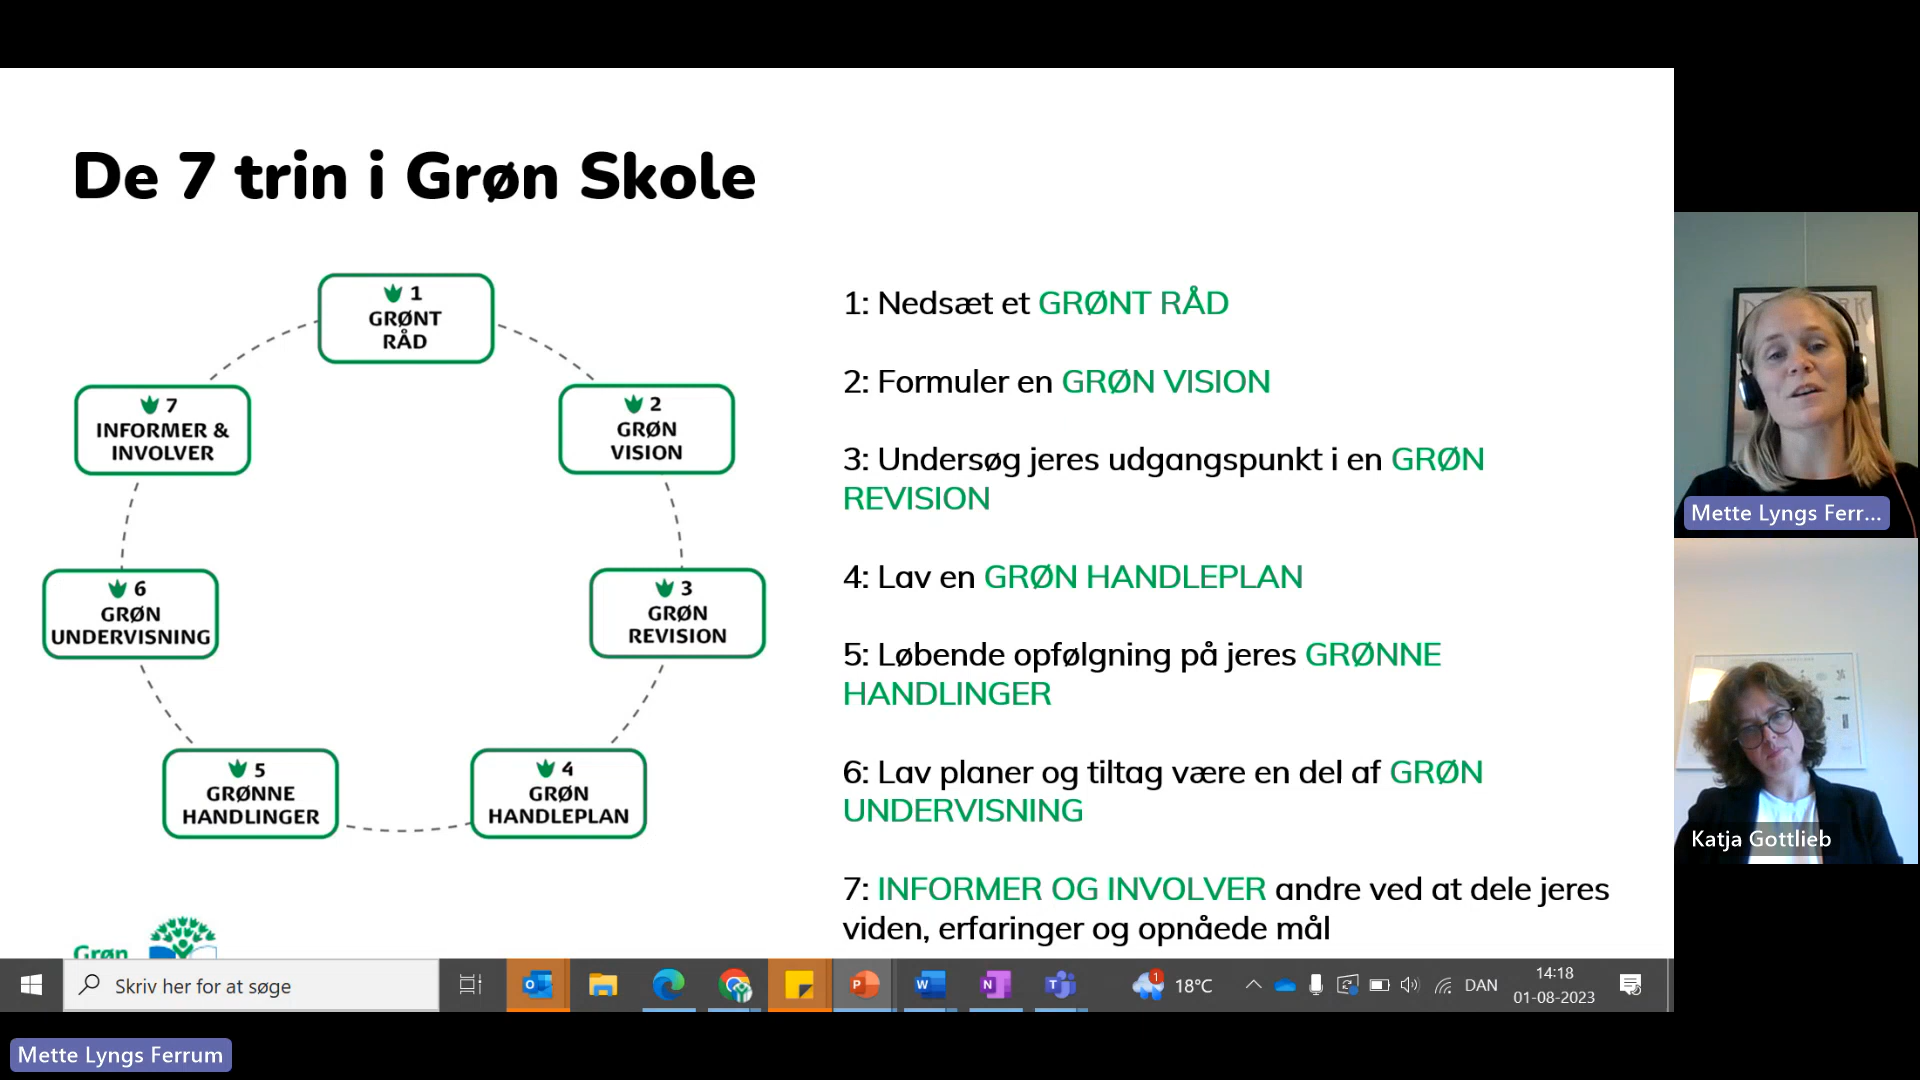 De 7 trin i Grøn Skole
1
GRØNT
RÅD
2
GRØN
VISION
3
GRØN
REVISION
4
GRØN
HANDLEPLAN
5
GRØNNE
HANDLINGER
6
GRØN
UNDERVISNING
7
INFORMER &
INVOLVER
1: Nedsæt et GRØNT RÅD
2: Formuler en GRØN VISION
3: Undersøg jeres udgangspunkt i en GRØN
REVISION
4: Lav en GRØN HANDLEPLAN
5: Løbende opfølgning på jeres GRØNNE
HANDLINGER
6: Lav planer og tiltag være en del af GRØN
UNDERVISNING
7: INFORMER OG INVOLVER andre ved at dele jeres
viden, erfaringer og opnåede mål
Grøn
Mette Lyngs Ferr...
Katja Gottlieb
Skriv her for at søge
1
18°C
DAN
14:18
01-08-2023
Mette Lyngs Ferrum